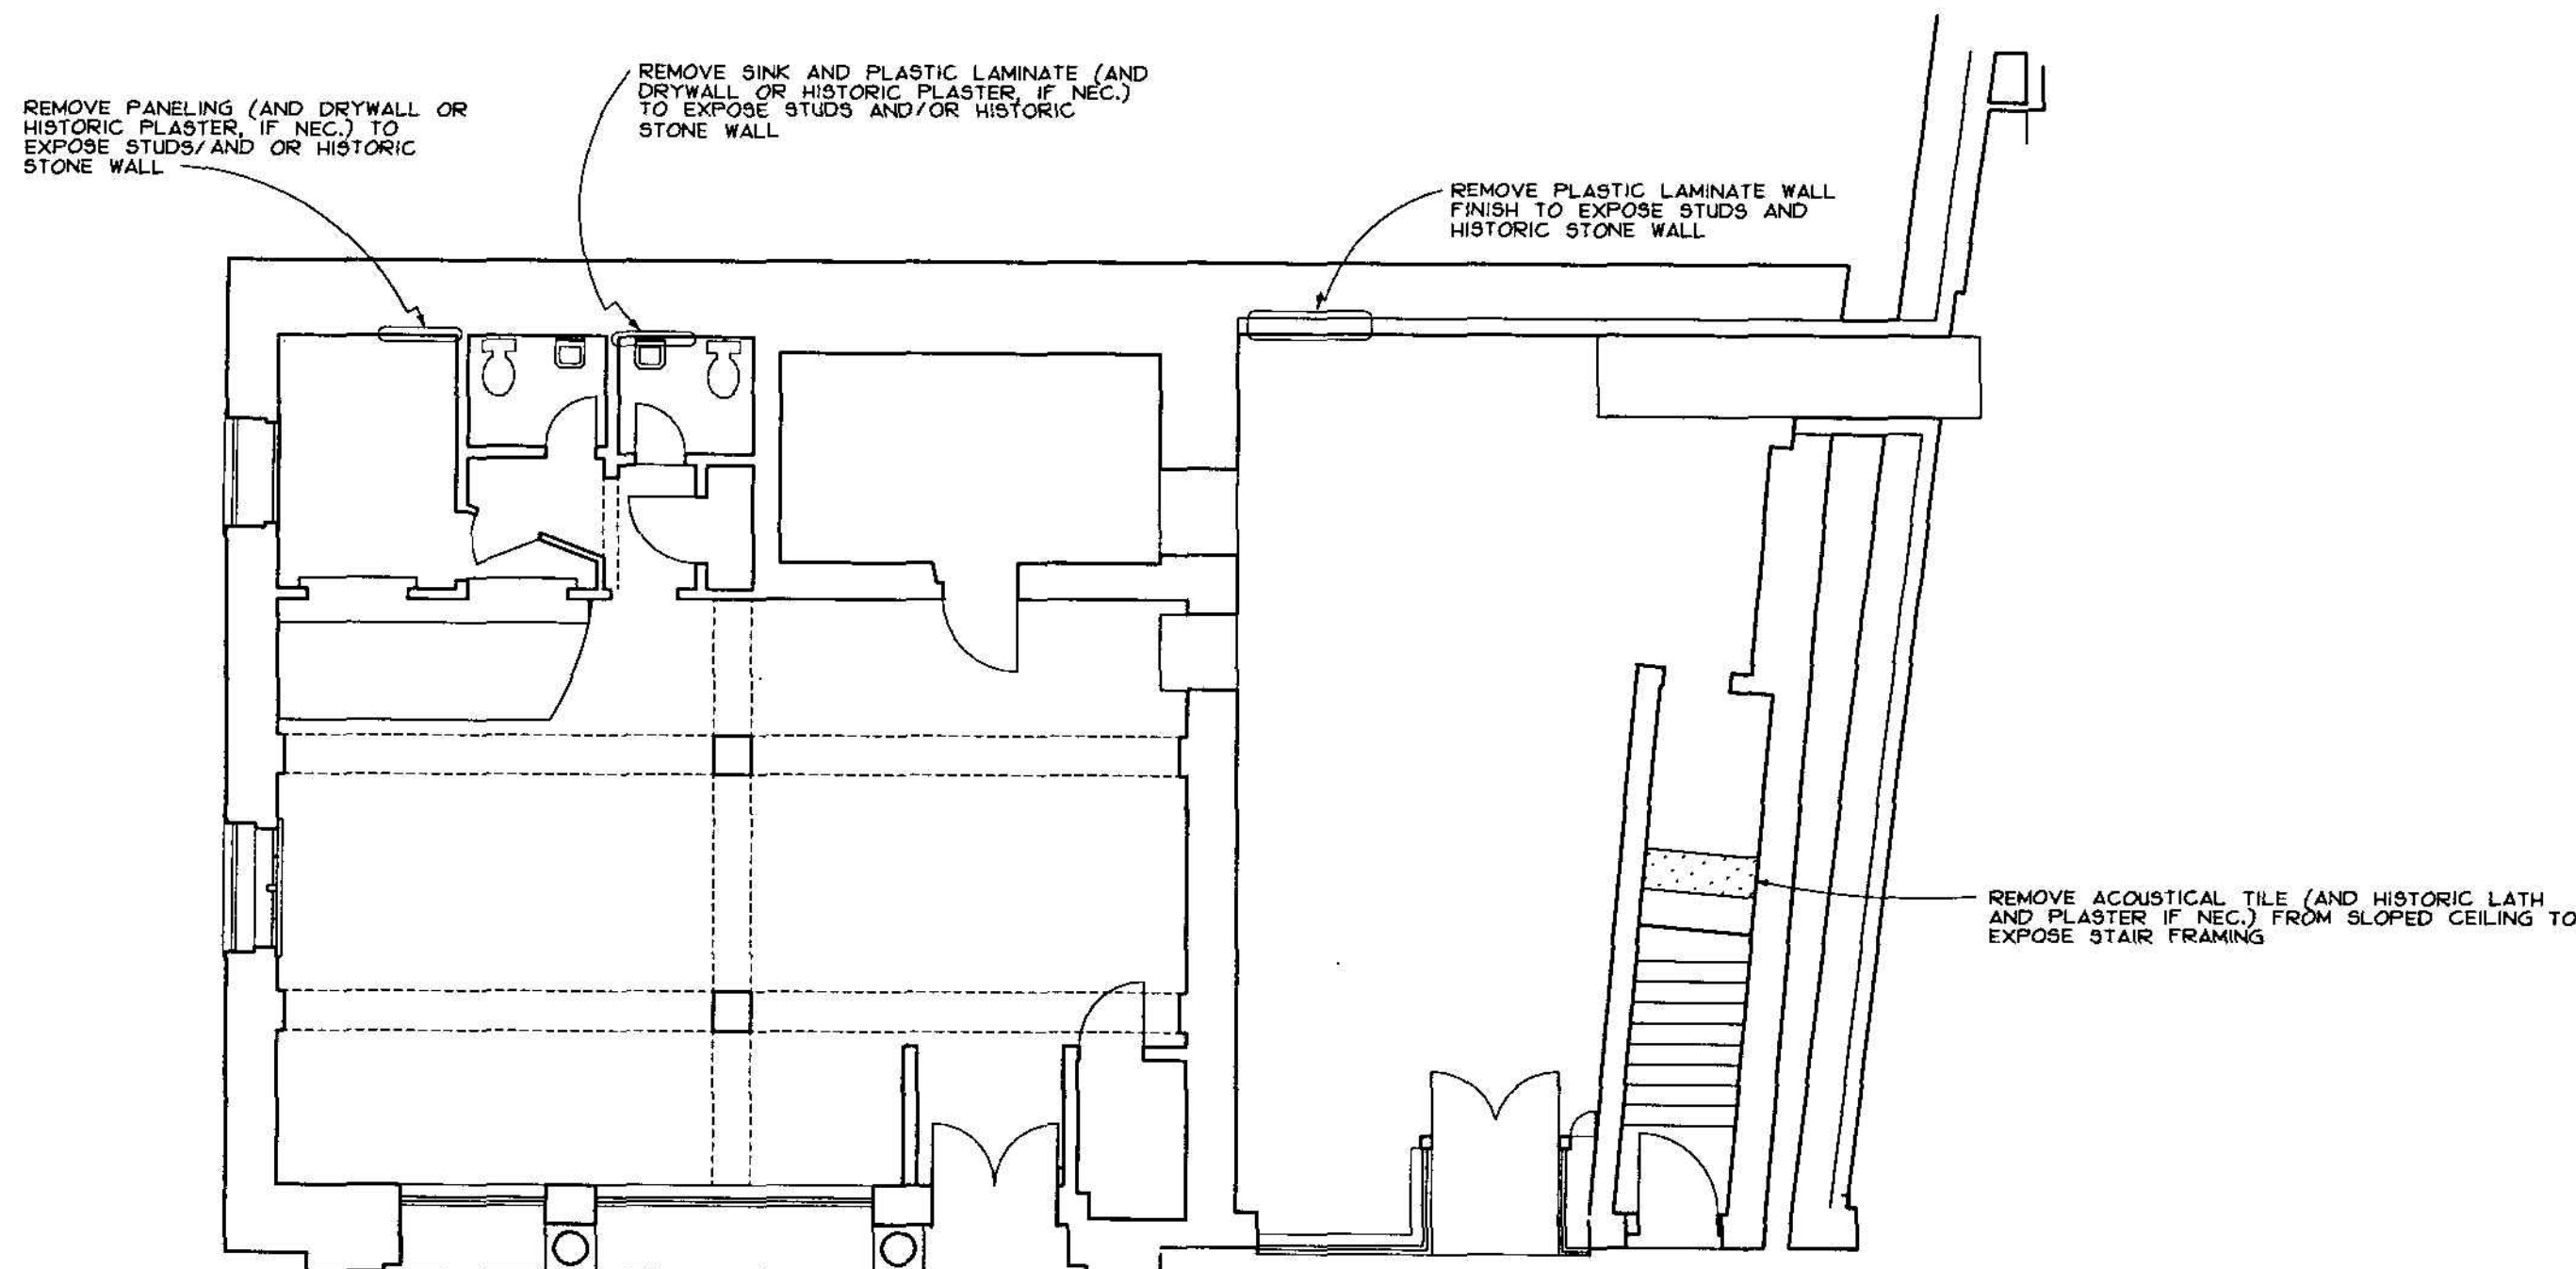 REMOVE PANELING (AND DRYWALL OR
HISTORIC PLASTER, IF NEC.) TO
EXPOSE STUDS/AND OR HISTORIC
STONE WALL
REMOVE SINK AND PLASTIC LAMINATE (AND
DRYWALL OR HISTORIC PLASTER, IF NEC.)
TO EXPOSE STUDS AND/OR HISTORIC
STONE WALL
REMOVE PLASTIC LAMINATE WALL
FINISH TO EXPOSE STUDS AND
HISTORIC STONE WALL
REMOVE ACOUSTICAL TILE (AND HISTORIC LATH
AND PLASTER IF NEC.) FROM SLOPED CEILING TO
EXPOSE STAIR FRAMING